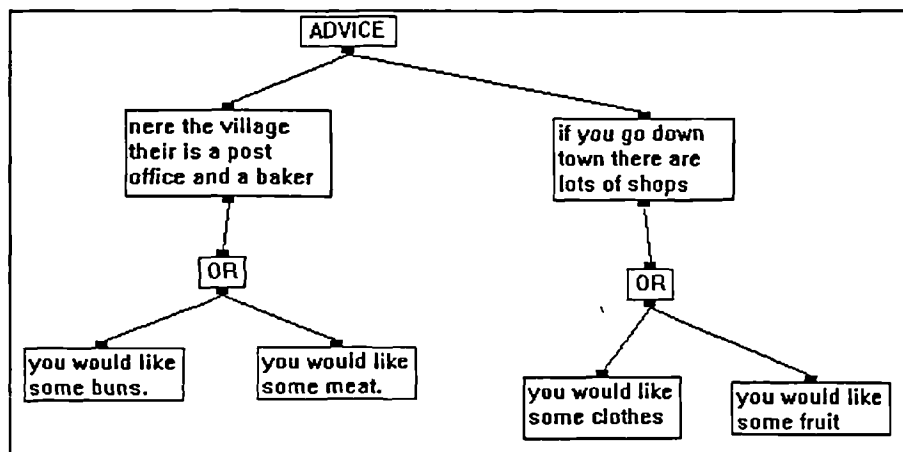 ADVICE
nere the village
their is a post
office and a baker
if you go down
town there are
lots of shops
OR
OR
you would like
some buns.
you would like
some meat.
you would like
some clothes
you would like
some fruit